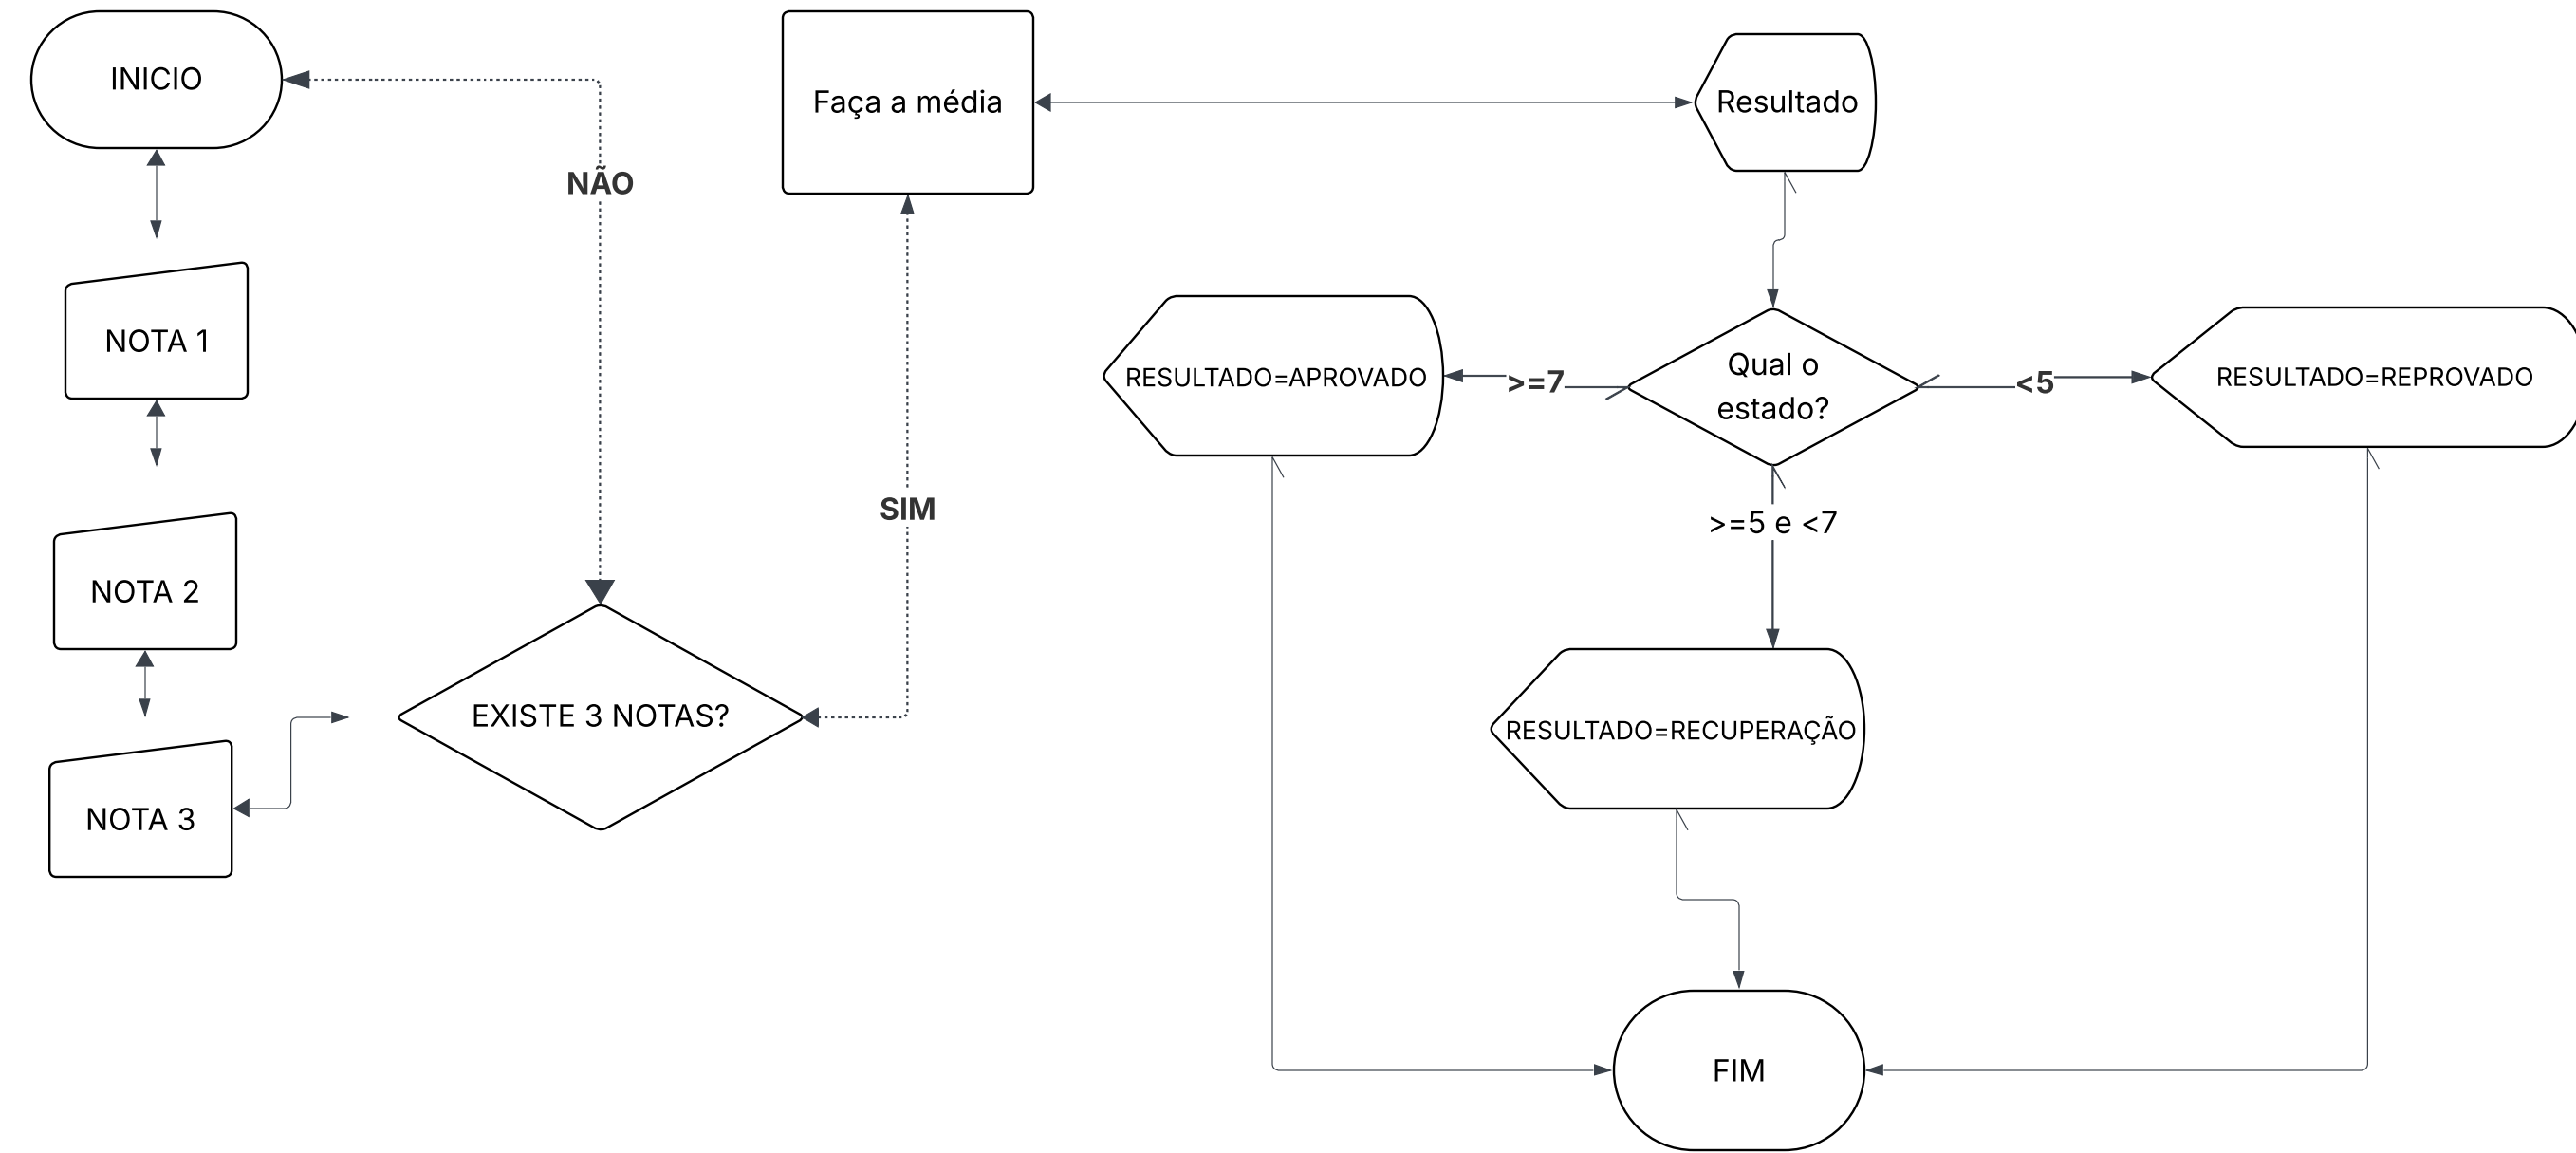 INICIO
NOTA 1
NOTA 2
NOTA 3
NÃO
EXISTE 3 NOTAS?
SIM
Faça a média
Resultado
Qual o
estado?
>=7
RESULTADO=APROVADO
<5
RESULTADO=REPROVADO
>=5 e <7
RESULTADO=RECUPERAÇÃO
FIM